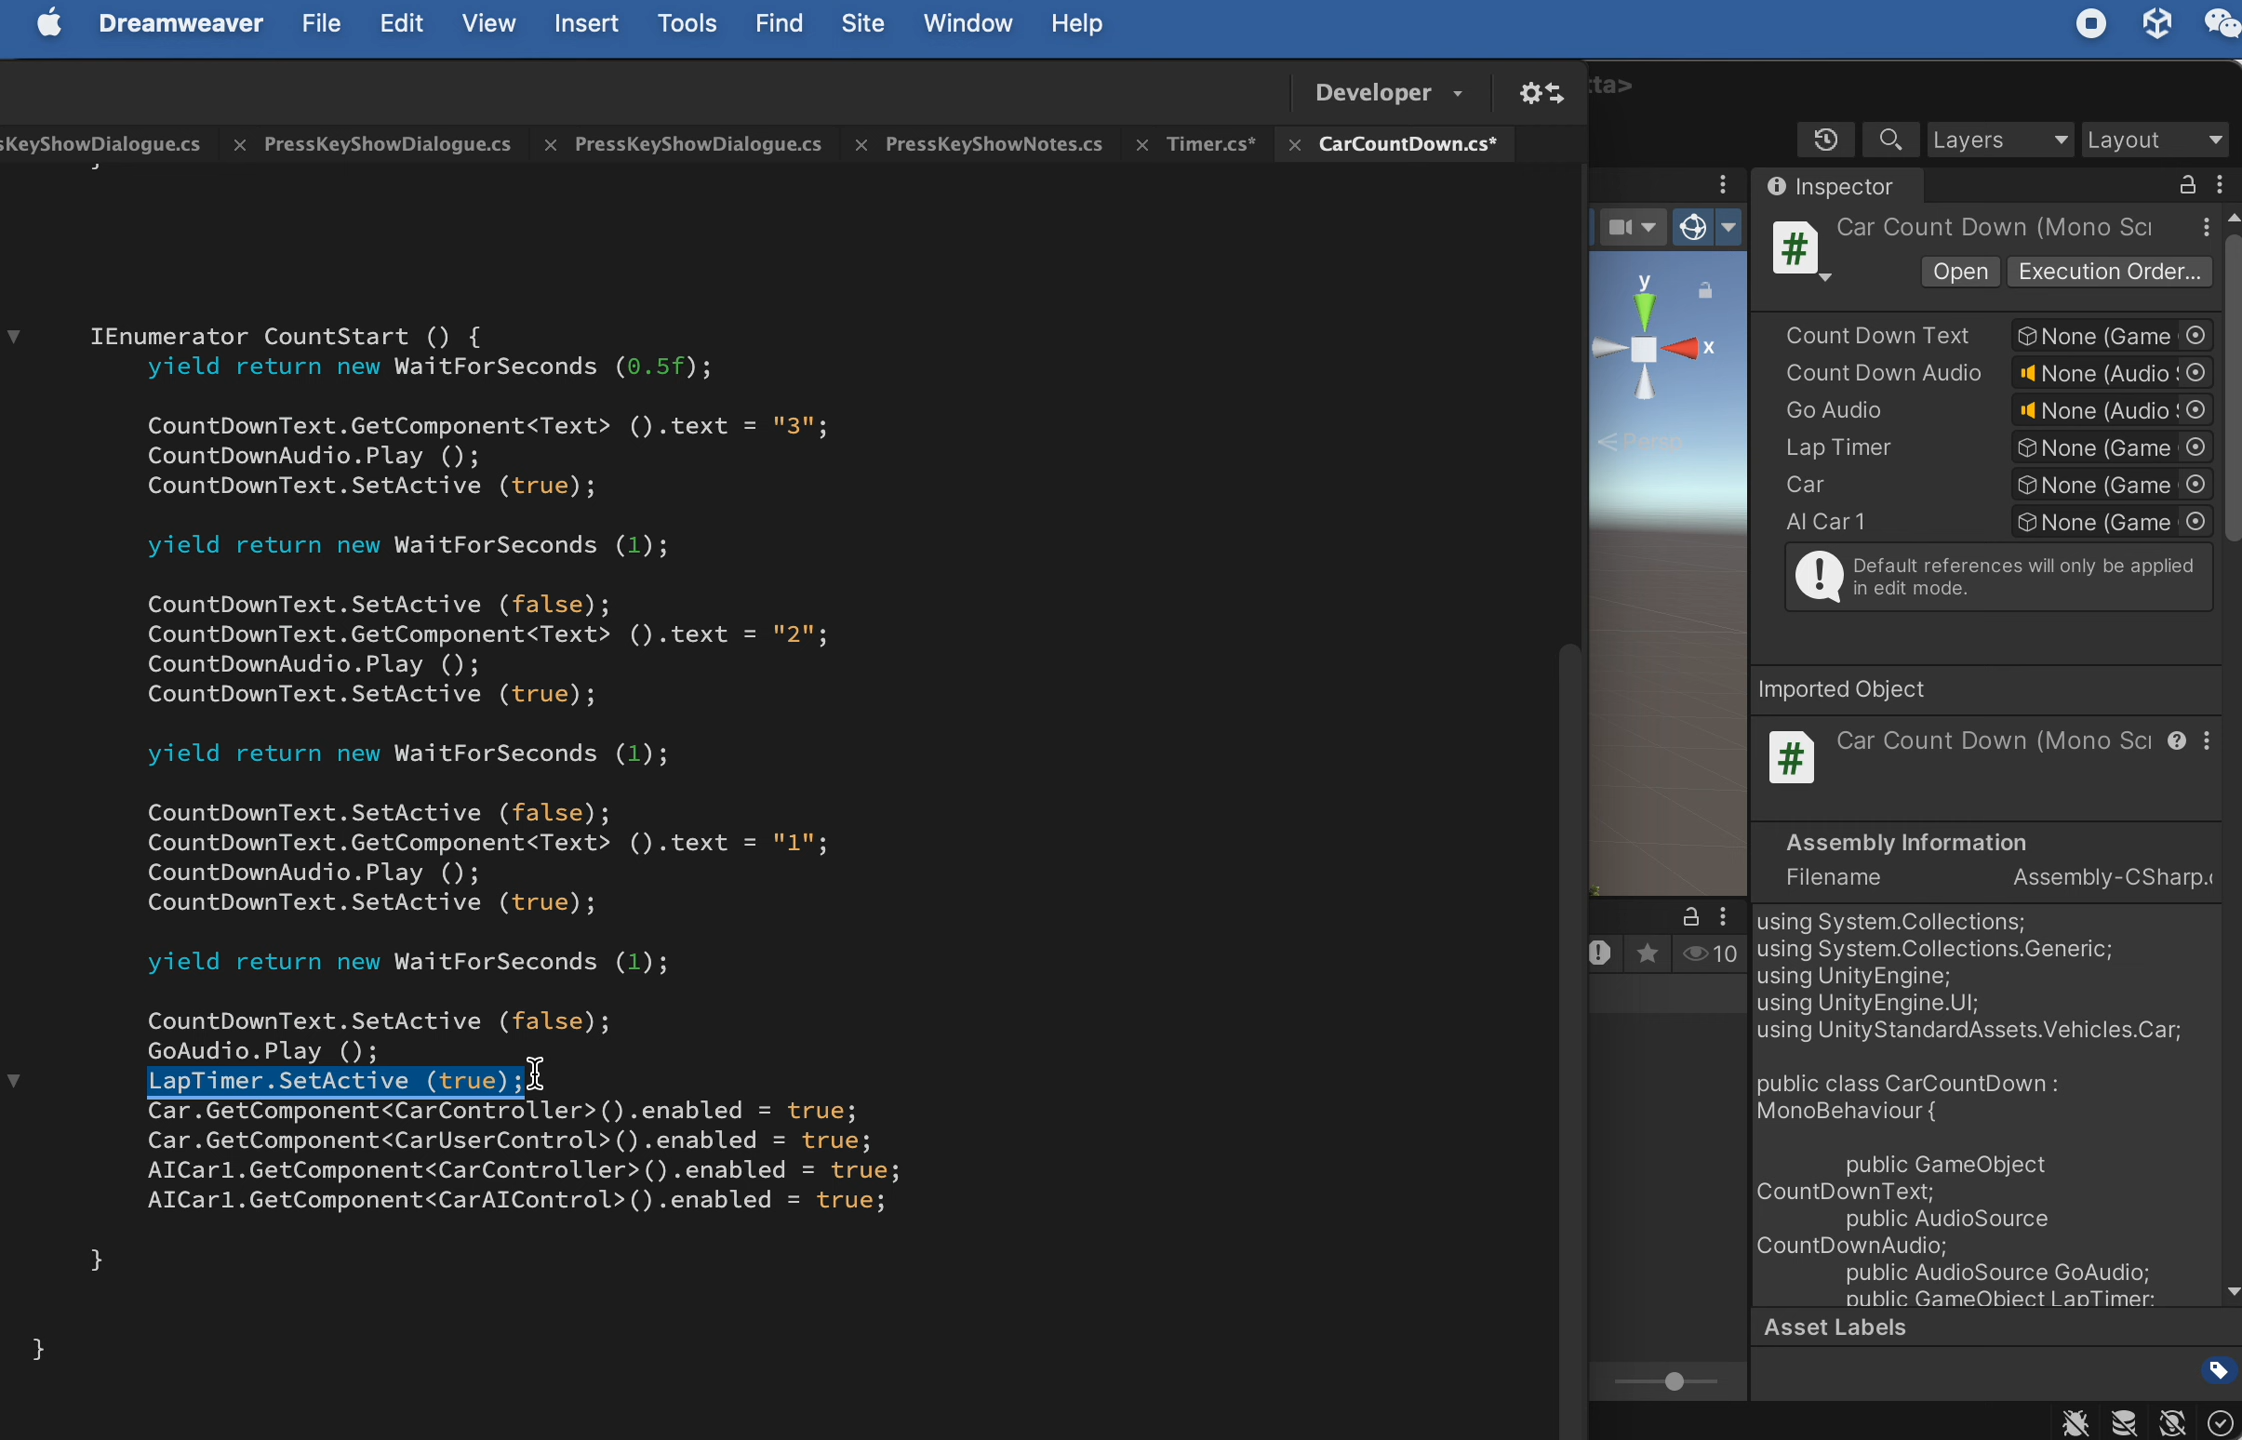 Dreamweaver File Edit View Insert Tools Find Site Window Help
Developer
tta>
sKeyShowDialogue.cs × PressKeyShowDialogue.cs × PressKeyShowDialogue.cs × PressKeyShowNotes.cs × Timer.cs* × CarCountDown.cs*
}
IEnumerator CountStart () {
yield return new WaitForSeconds (0.5f);
CountDownText.GetComponent<Text> ().text = "3";
CountDownAudio.Play ();
CountDownText.SetActive (true);
yield return new WaitForSeconds (1);
CountDownText.SetActive (false);
CountDownText.GetComponent<Text> ().text = "2";
CountDownAudio.Play ();
CountDownText.SetActive (true);
yield return new WaitForSeconds (1);
CountDownText.SetActive (false);
CountDownText.GetComponent<Text> ().text = "1";
CountDownAudio.Play ();
CountDownText.SetActive (true);
yield return new WaitForSeconds (1);
CountDownText.SetActive (false);
GoAudio.Play ();
LapTimer.SetActive (true);
Car.GetComponent<CarController>().enabled = true;
Car.GetComponent<CarUserControl>().enabled = true;
AICar1.GetComponent<CarController>().enabled = true;
AICar1.GetComponent<CarAIControl>().enabled = true;
}
}
y
x
Persp
10
Layers Layout
Inspector
Car Count Down (Mono Scr
Open Execution Order...
Count Down Text None (Game
Count Down Audio None (Audio S
Go Audio None (Audio S
Lap Timer None (Game
Car None (Game
AI Car 1 None (Game
Default references will only be applied
in edit mode.
Imported Object
Car Count Down (Mono Scr
Assembly Information
Filename Assembly-CSharp.
using System.Collections;
using System.Collections.Generic;
using UnityEngine;
using UnityEngine.UI;
using UnityStandardAssets.Vehicles.Car;
public class CarCountDown :
MonoBehaviour {
public GameObject
CountDownText;
public AudioSource
CountDownAudio;
public AudioSource GoAudio;
public GameObject LapTimer;
Asset Labels